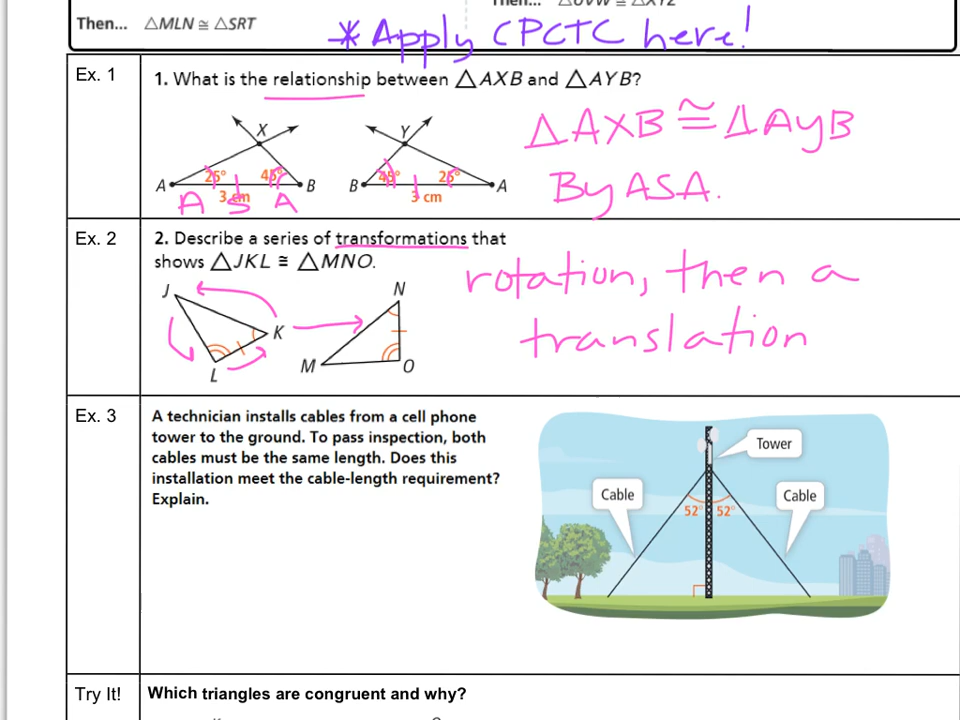 Then... △MLN ≅ △SRT
* Apply CPCTC here!
Ex. 1
1. What is the relationship between △AXB and △AYB?
X
Y
25°
45°
45°
25°
A
B
B
A
3 cm
3 cm
A S A
△AXB ≅ △AYB
By ASA.
Ex. 2
2. Describe a series of transformations that
shows △JKL ≅ △MNO.
J
K
L
N
M
O
rotation, then a
translation
Ex. 3
A technician installs cables from a cell phone
tower to the ground. To pass inspection, both
cables must be the same length. Does this
installation meet the cable-length requirement?
Explain.
Tower
Cable
Cable
52° 52°
Try It!
Which triangles are congruent and why?